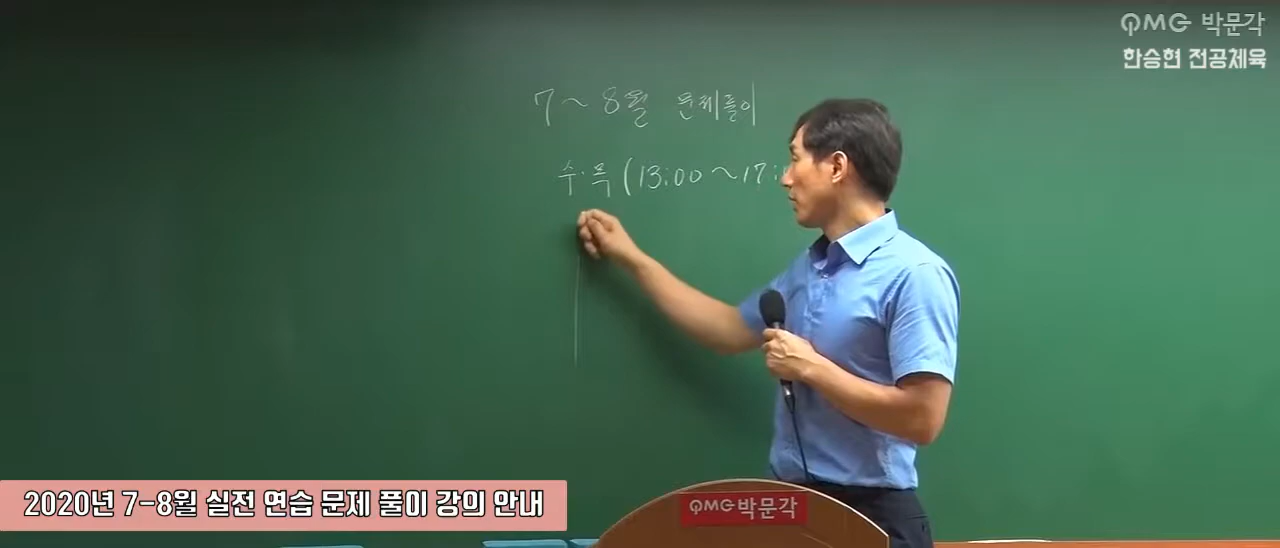 PMG 박문각
한승현 전공체육
7~8월 문제풀이
수·목 (13:00~17:
2020년 7-8월 실전 연습 문제 풀이 강의 안내
PMG 박문각